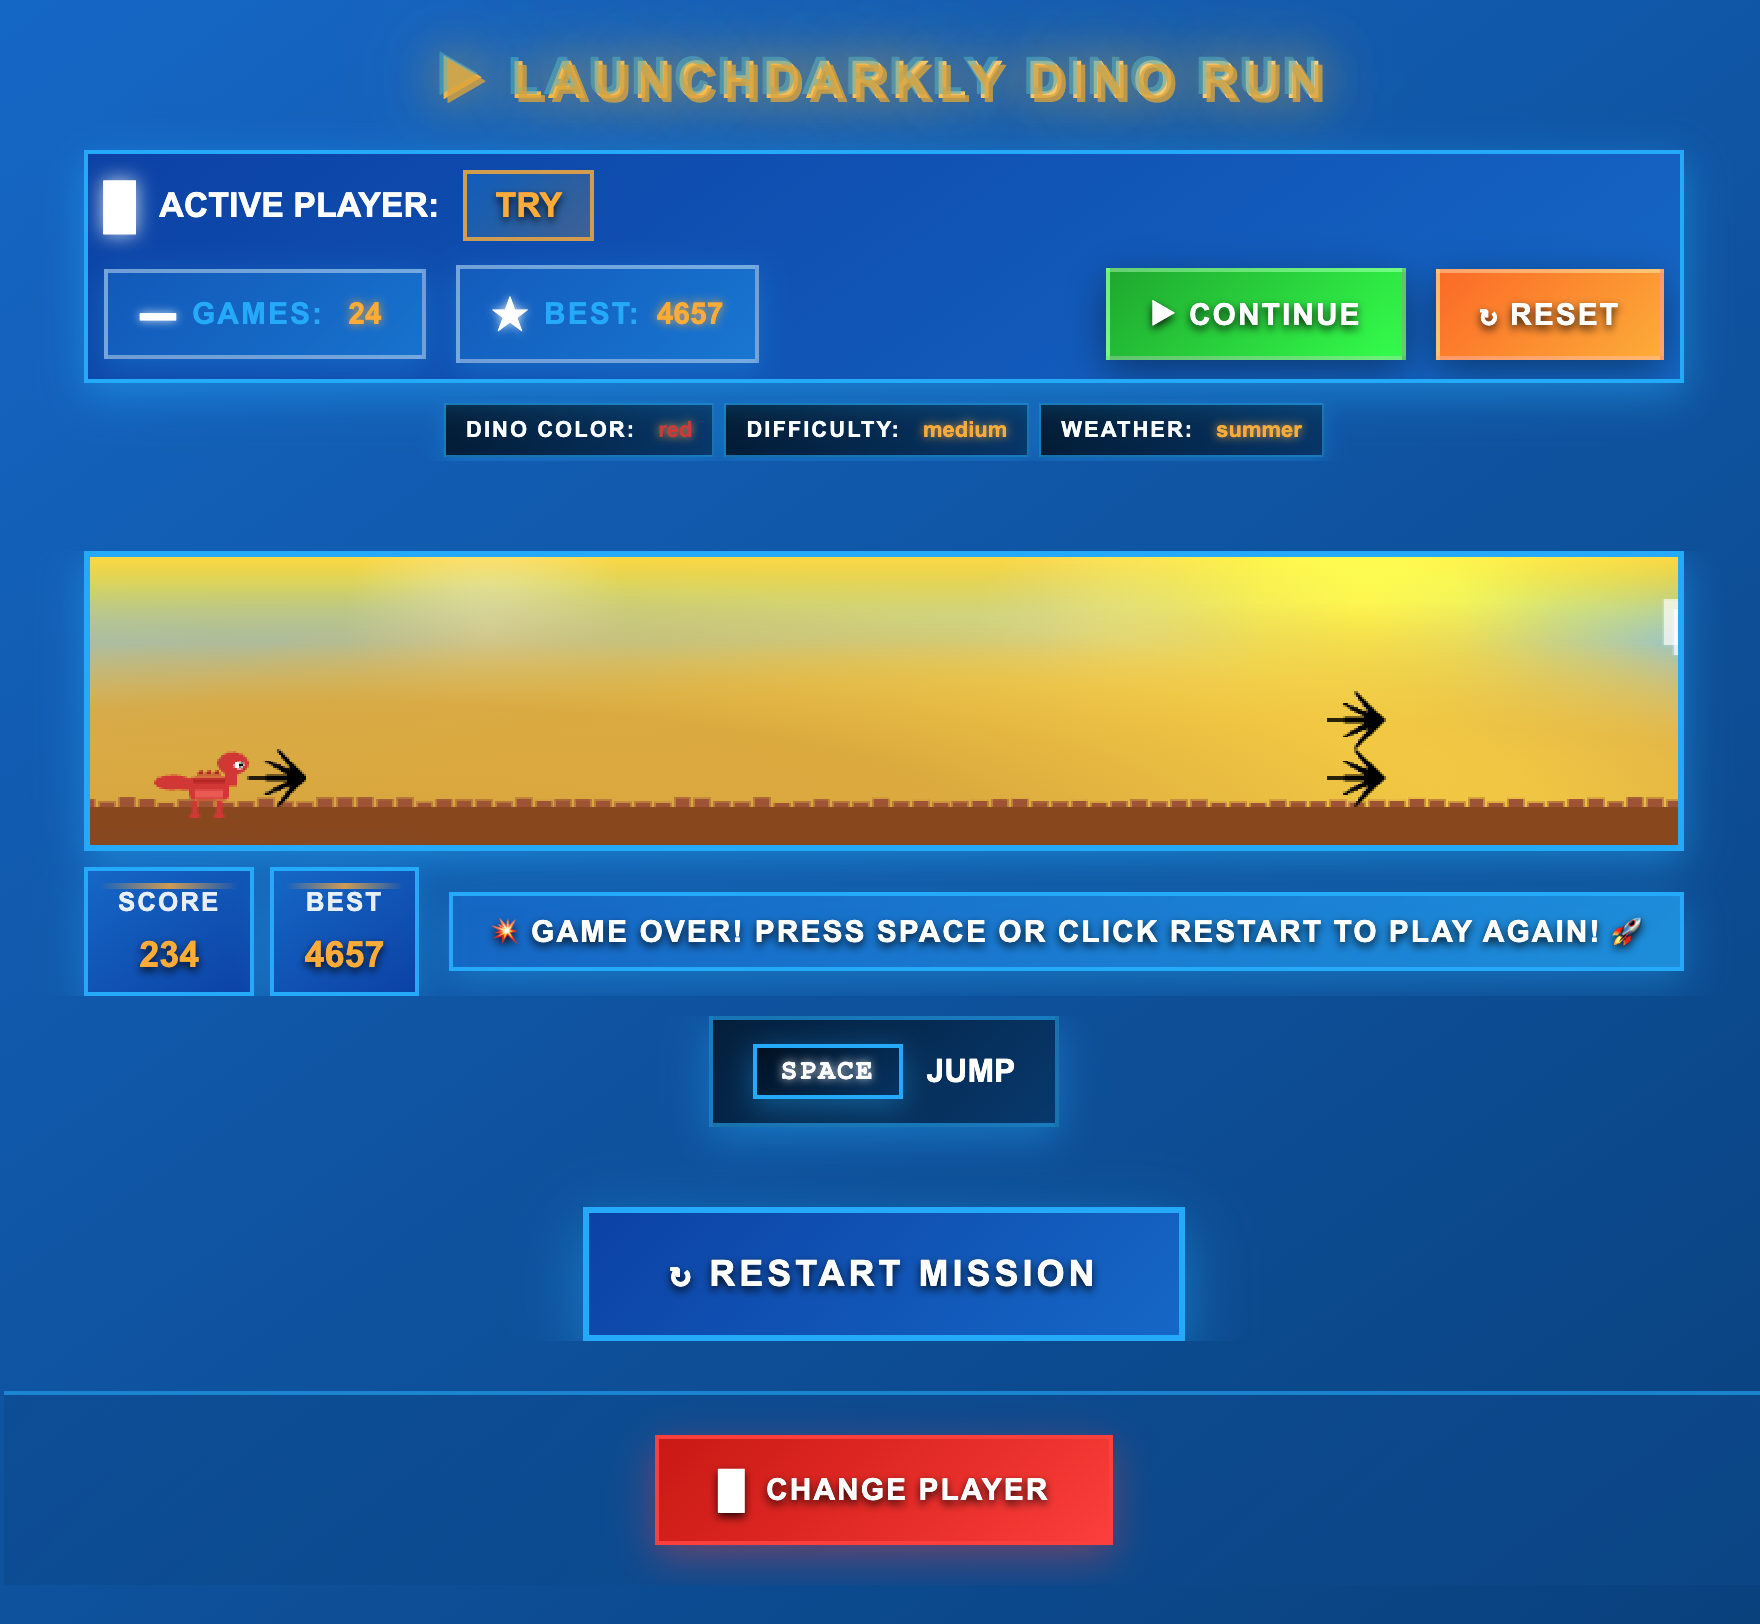 ▶ LAUNCHDARKLY DINO RUN
ACTIVE PLAYER: TRY
GAMES: 24
★ BEST: 4657
▶ CONTINUE
↻ RESET
DINO COLOR: red
DIFFICULTY: medium
WEATHER: summer
SCORE
234
BEST
4657
💥 GAME OVER! PRESS SPACE OR CLICK RESTART TO PLAY AGAIN! 🚀
SPACE JUMP
↻ RESTART MISSION
CHANGE PLAYER